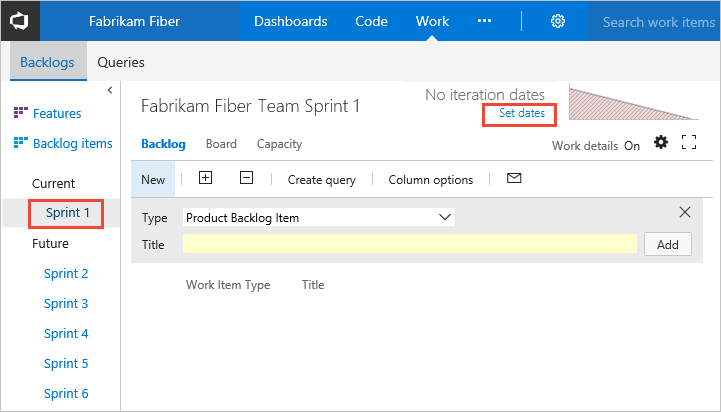 Fabrikam Fiber Dashboards Code Work ••• Search work items
Backlogs Queries
Features
Backlog items
Current
Sprint 1
Future
Sprint 2
Sprint 3
Sprint 4
Sprint 5
Sprint 6
Fabrikam Fiber Team Sprint 1
No iteration dates
Set dates
Backlog Board Capacity
Work details On
New Create query Column options
Type Product Backlog Item
Title Add
Work Item Type Title